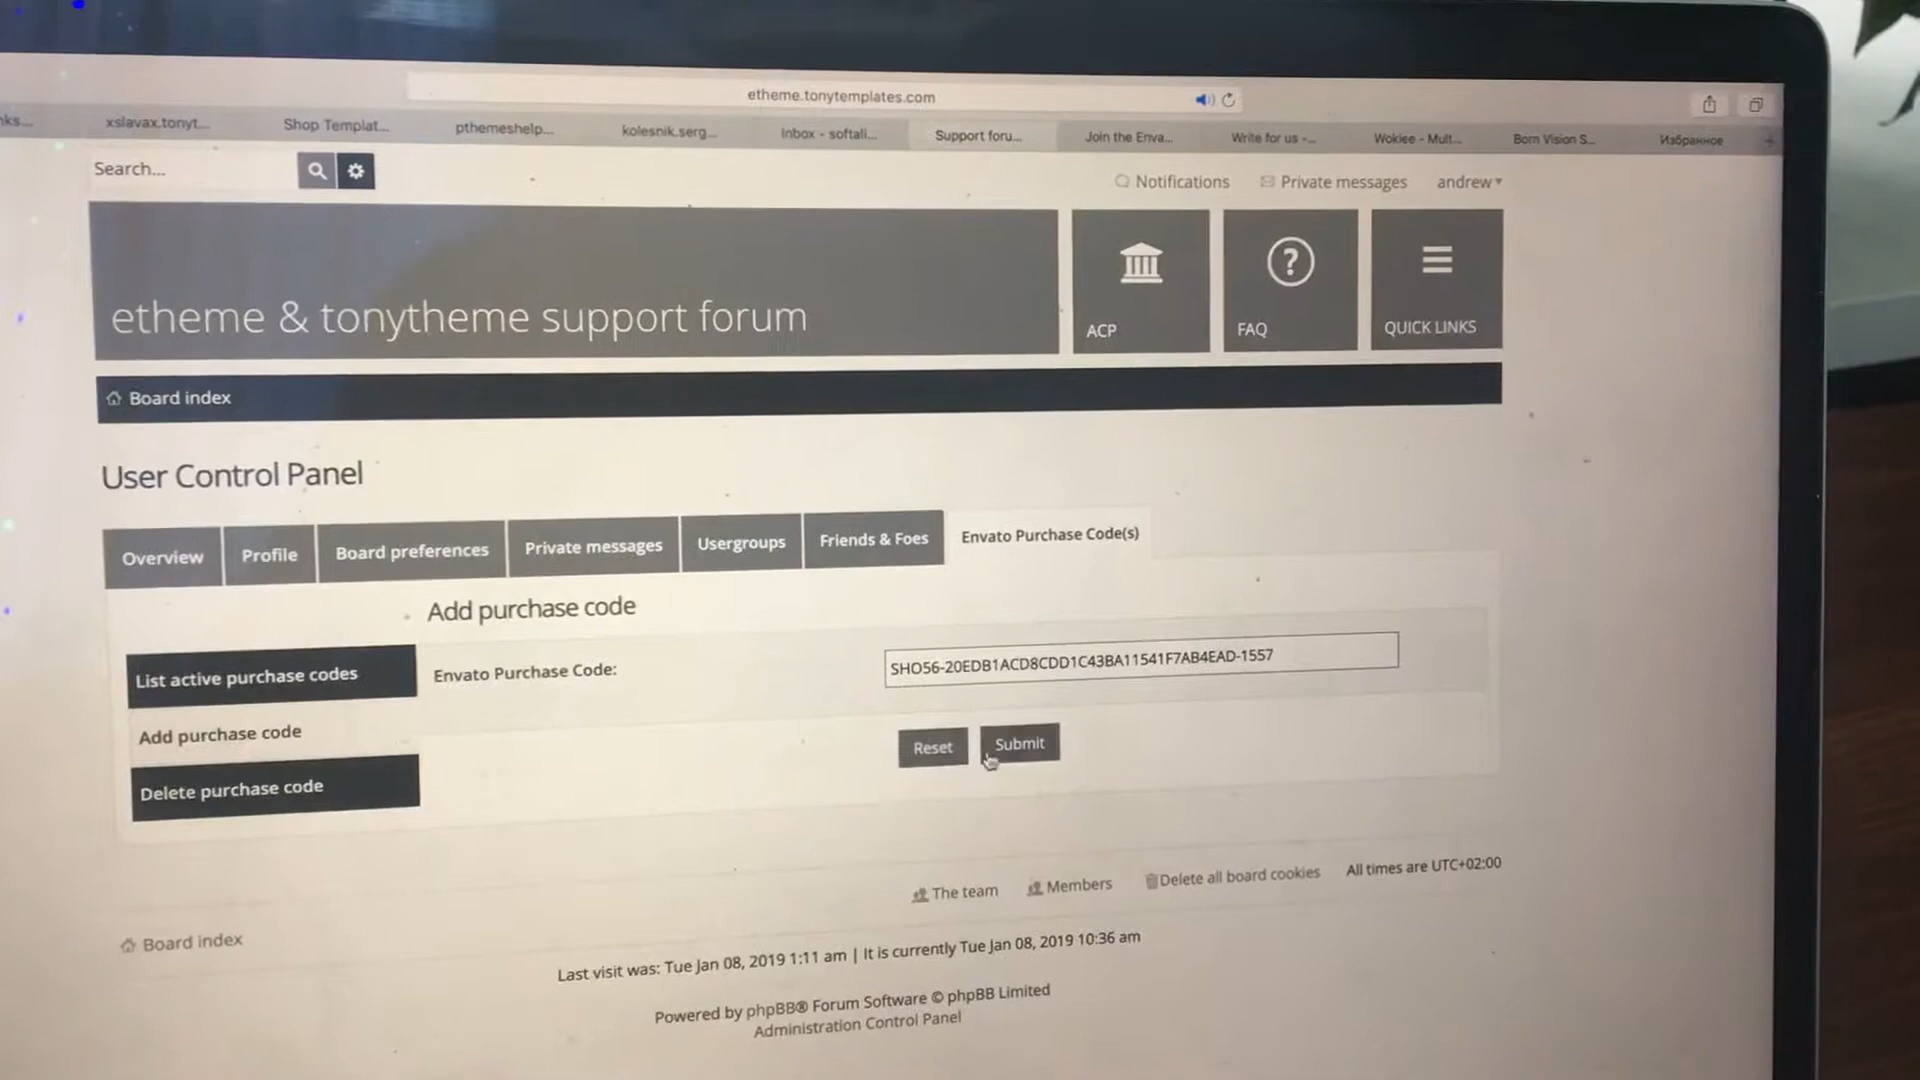 etheme.tonytemplates.com
ks...
xslavax.tonyt...
Shop Templat...
pthemeshelp...
kolesnik.serg...
Inbox - softali...
Support foru...
Join the Enva...
Write for us -...
Wokiee - Mult...
Born Vision S...
Избранное
Search...
Notifications
Private messages
andrew
etheme & tonytheme support forum
ACP
FAQ
QUICK LINKS
Board index
User Control Panel
Overview
Profile
Board preferences
Private messages
Usergroups
Friends & Foes
Envato Purchase Code(s)
Add purchase code
List active purchase codes
Envato Purchase Code:
SHO56-20EDB1ACD8CDD1C43BA11541F7AB4EAD-1557
Add purchase code
Reset
Submit
Delete purchase code
The team
Members
Delete all board cookies
All times are UTC+02:00
Board index
Last visit was: Tue Jan 08, 2019 1:11 am | It is currently Tue Jan 08, 2019 10:36 am
Powered by phpBB® Forum Software © phpBB Limited
Administration Control Panel